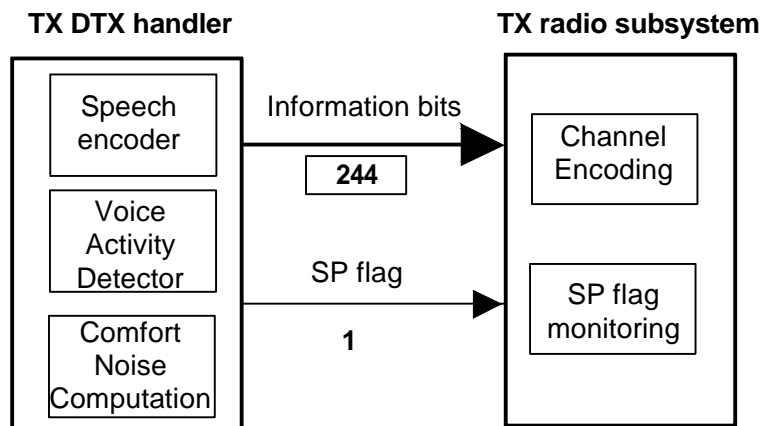 TX DTX handler
TX radio subsystem
Speech
encoder
Information bits
244
Channel
Encoding
Voice
Activity
Detector
SP flag
1
SP flag
monitoring
Comfort
Noise
Computation